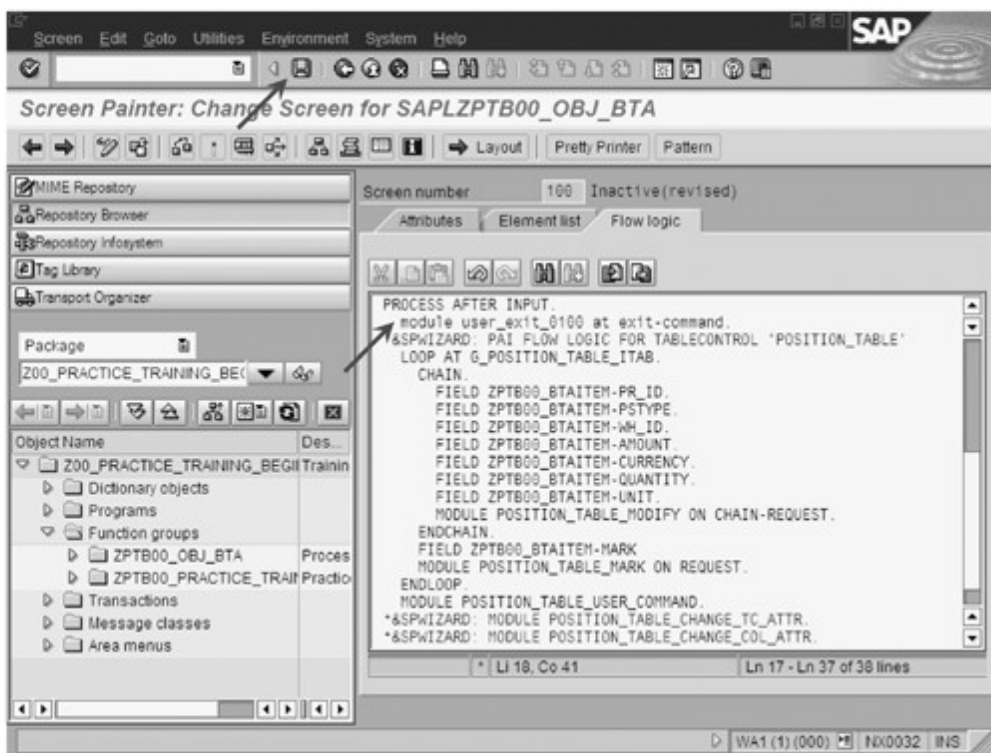 Screen Edit Goto Utilities Environment System Help
SAP
Screen Painter: Change Screen for SAPLZPTB00_OBJ_BTA
Layout Pretty Printer Pattern
MIME Repository
Repository Browser
Repository Infosystem
Tag Library
Transport Organizer
Package
Z00_PRACTICE_TRAINING_BEG
Object Name Des...
Z00_PRACTICE_TRAINING_BEGII Trainin
Dictionary objects
Programs
Function groups
ZPTB00_OBJ_BTA Proces
ZPTB00_PRACTICE_TRAI Practic
Transactions
Message classes
Area menus
Screen number 100 Inactive(revised)
Attributes Element list Flow logic
PROCESS AFTER INPUT.
module user_exit_0100 at exit-command.
*&SPWIZARD: PAI FLOW LOGIC FOR TABLECONTROL 'POSITION_TABLE'
LOOP AT G_POSITION_TABLE_ITAB.
CHAIN.
FIELD ZPTB00_BTAITEM-PR_ID.
FIELD ZPTB00_BTAITEM-PSTYPE.
FIELD ZPTB00_BTAITEM-WH_ID.
FIELD ZPTB00_BTAITEM-AMOUNT.
FIELD ZPTB00_BTAITEM-CURRENCY.
FIELD ZPTB00_BTAITEM-QUANTITY.
FIELD ZPTB00_BTAITEM-UNIT.
MODULE POSITION_TABLE_MODIFY ON CHAIN-REQUEST.
ENDCHAIN.
FIELD ZPTB00_BTAITEM-MARK
MODULE POSITION_TABLE_MARK ON REQUEST.
ENDLOOP.
MODULE POSITION_TABLE_USER_COMMAND.
*&SPWIZARD: MODULE POSITION_TABLE_CHANGE_TC_ATTR.
*&SPWIZARD: MODULE POSITION_TABLE_CHANGE_COL_ATTR.
* Li 18, Co 41 Ln 17 - Ln 37 of 38 lines
WA1 (1) (000) NX0032 INS